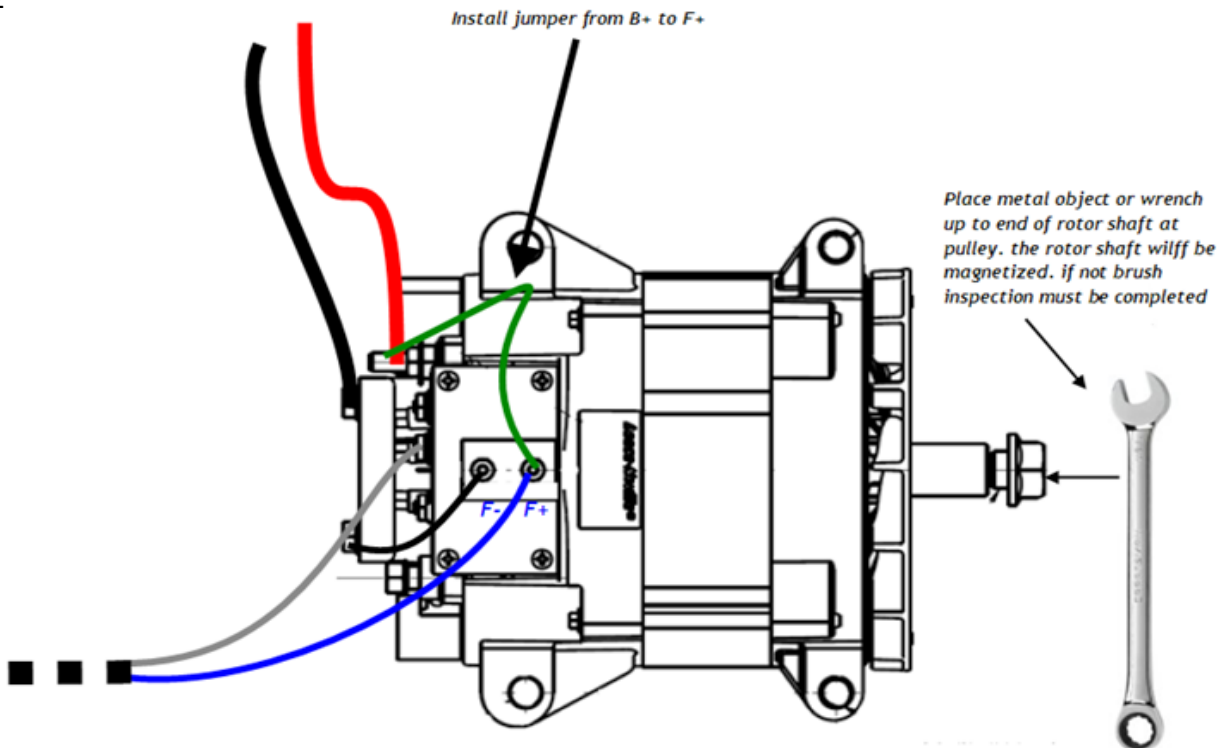 Install jumper from B+ to F+
Place metal object or wrench
up to end of rotor shaft at
pulley. the rotor shaft wilff be
magnetized. if not brush
inspection must be completed
F- F+